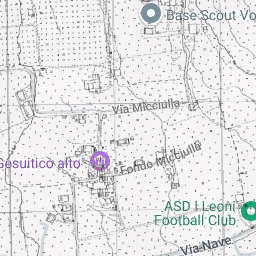 Base Scout Vo
Via Micciulla
Gesuitico alto
Fondo Micciulla
ASD I Leoni
Football Club
Via Nave